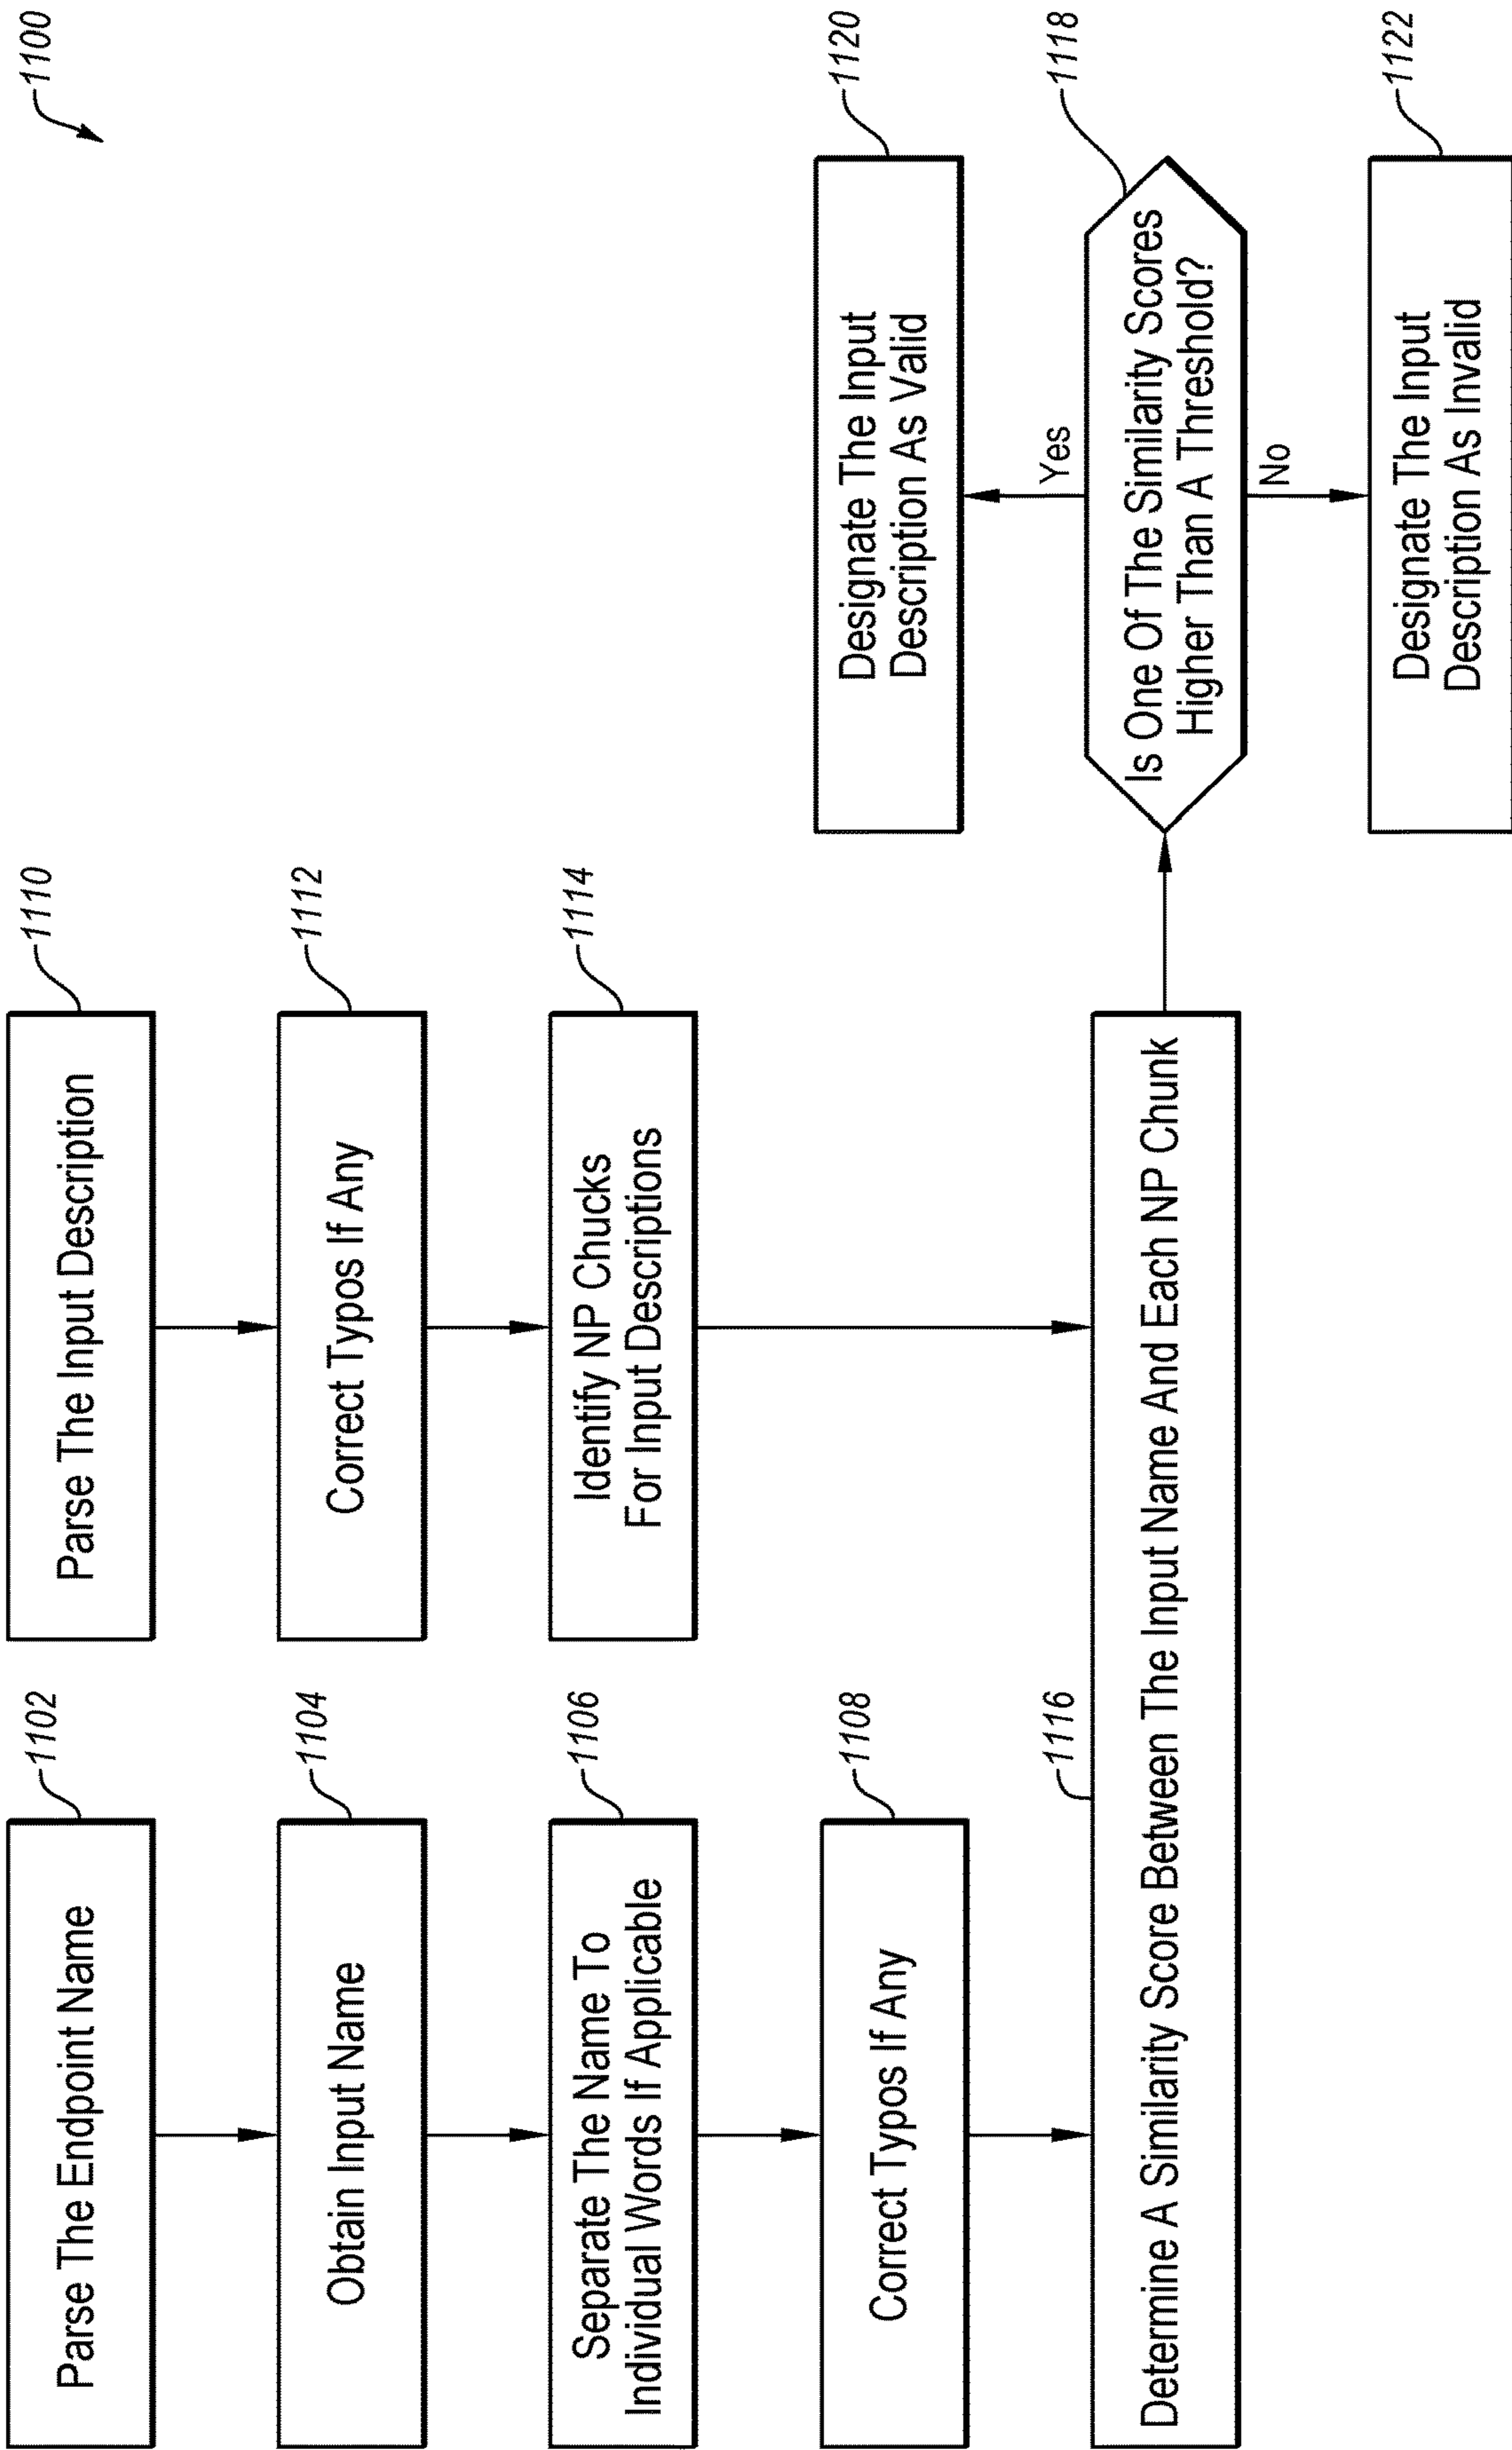 1100
1102
Parse The Endpoint Name
1104
Obtain Input Name
1106
Separate The Name To
Individual Words If Applicable
1108
Correct Typos If Any
1110
Parse The Input Description
1112
Correct Typos If Any
1114
Identify NP Chucks
For Input Descriptions
1116
Determine A Similarity Score Between The Input Name And Each NP Chunk
1118
Is One Of The Similarity Scores
Higher Than A Threshold?
Yes
1120
Designate The Input
Description As Valid
No
1122
Designate The Input
Description As Invalid